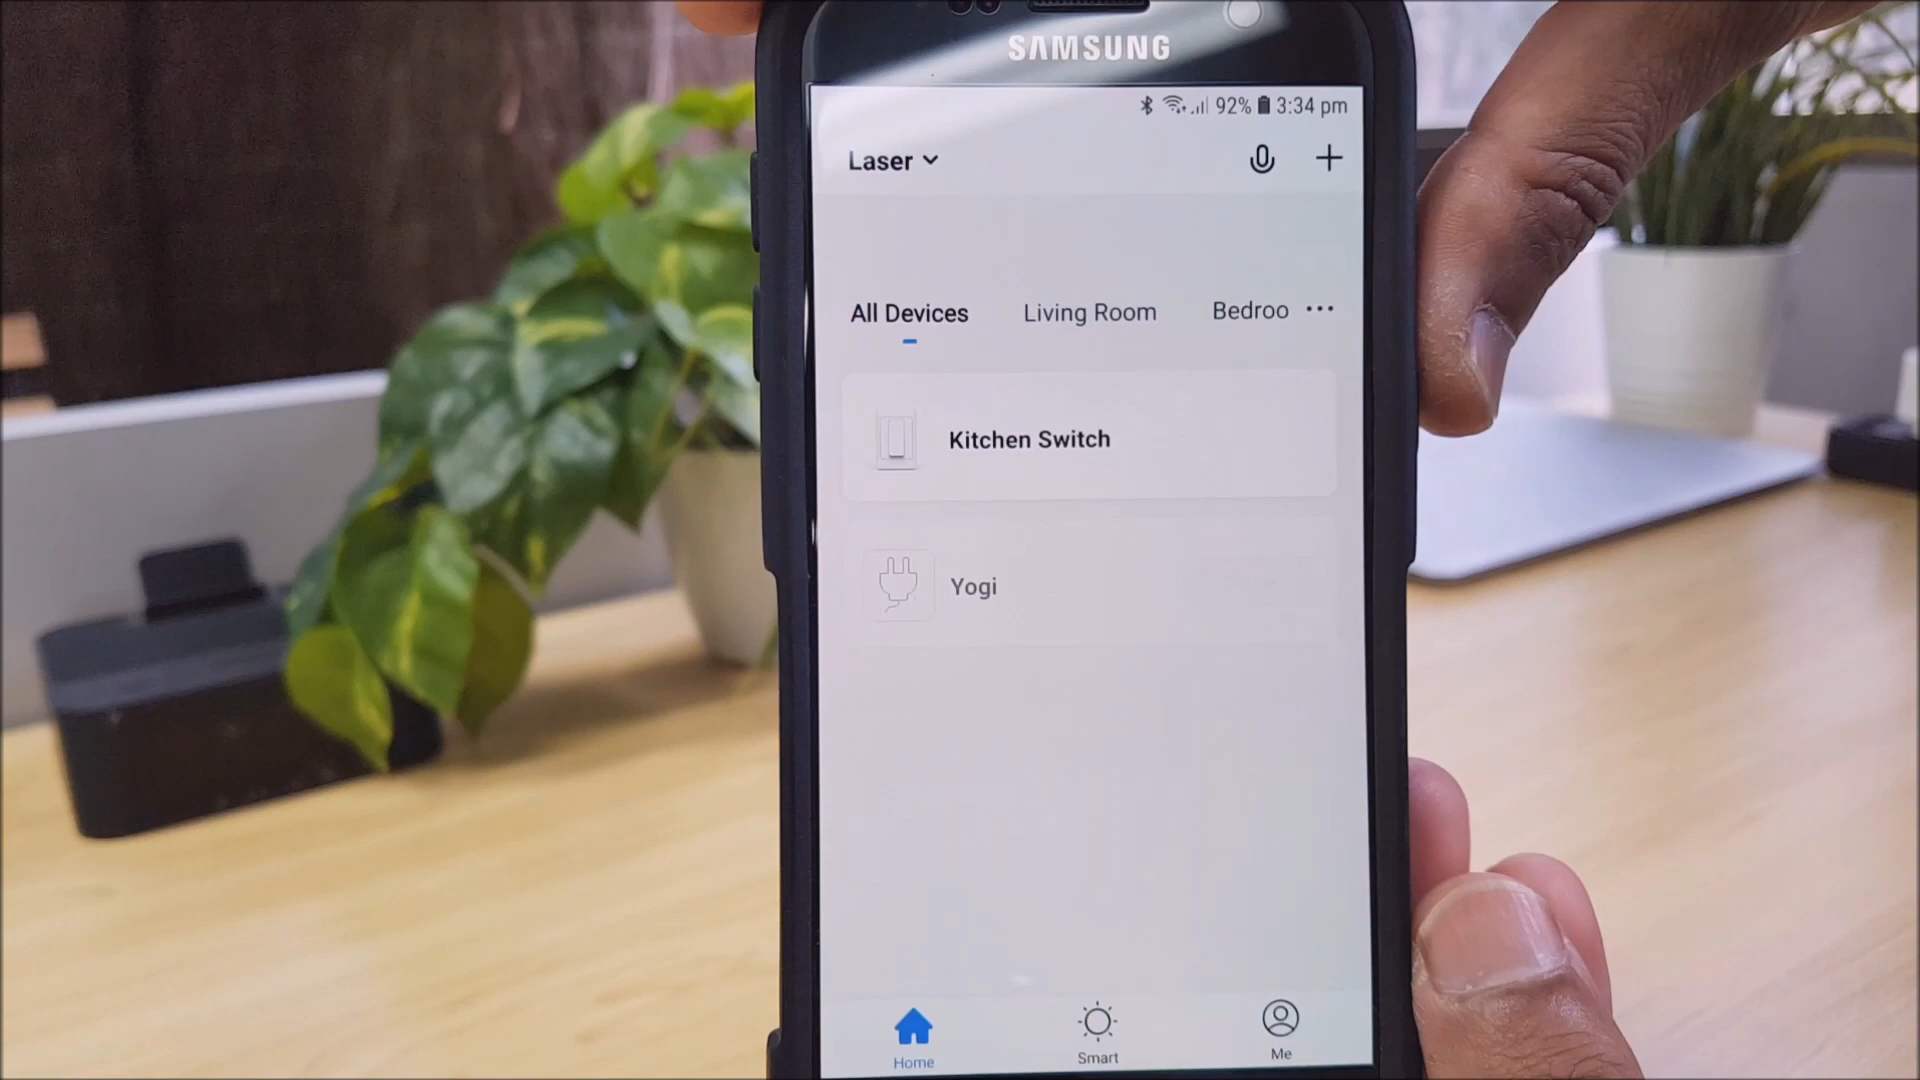 SAMSUNG
92% 3:34 pm
Laser
All Devices Living Room Bedroo ...
Kitchen Switch
Yogi
Home Smart Me